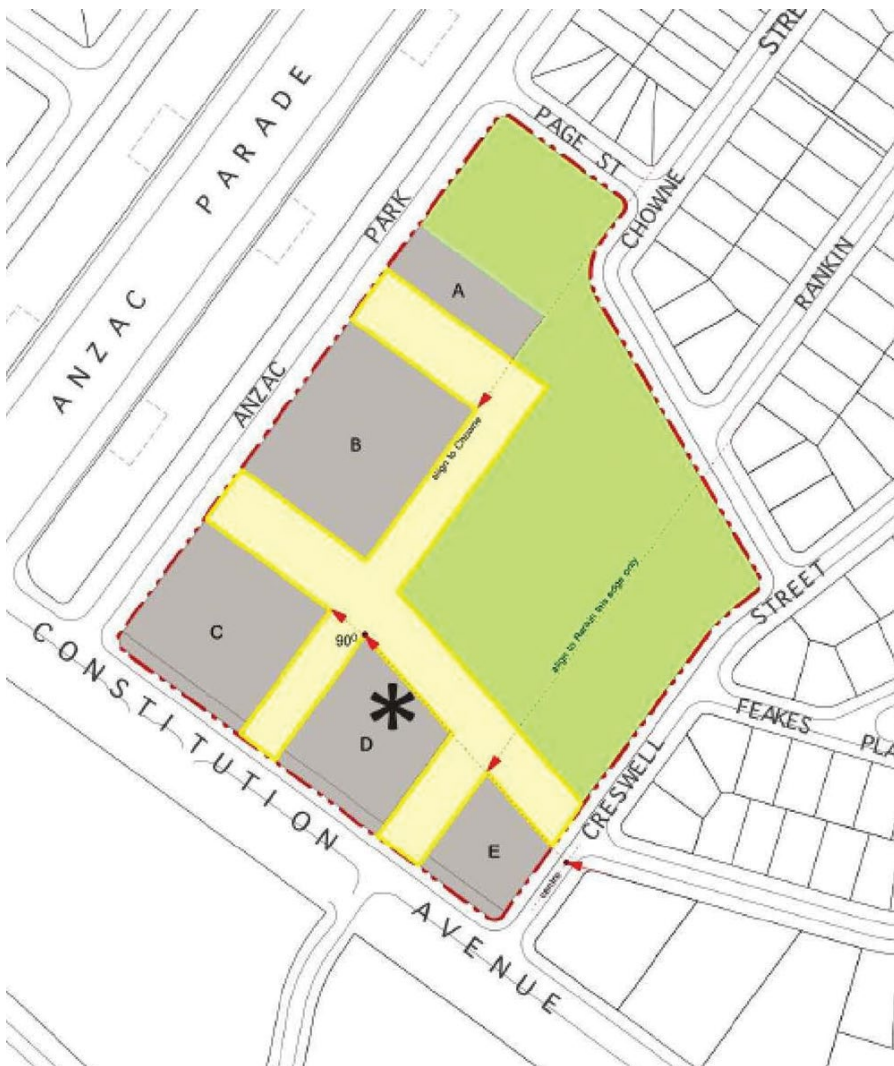 STRE
PAGE ST
ANZAC PARADE
CHOWNE
ANZAC PARK
RANKIN
A
B
align to Chowne
align to Rankin this edge only
STREET
C
90º
D
*
FEAKES PLA
CRESWELL
E
centre
CONSTITUTION AVENUE